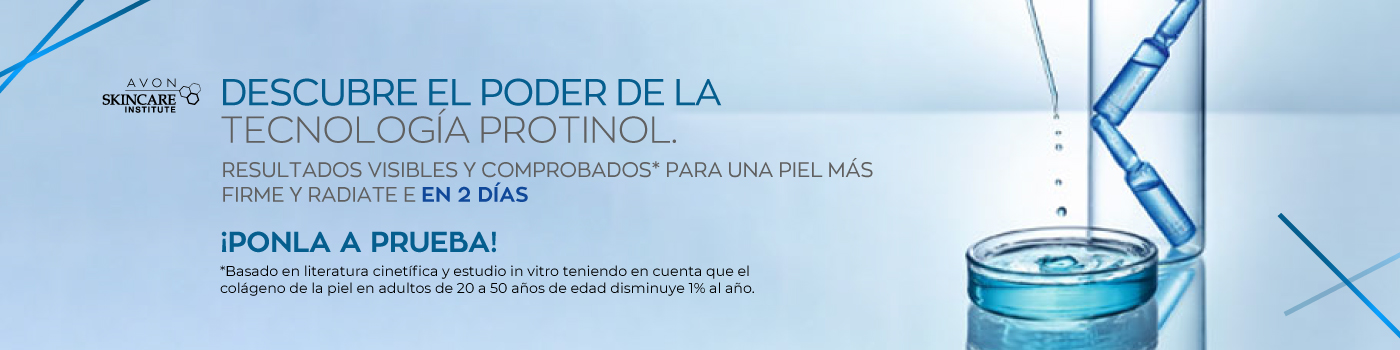 AVON
SKINCARE
INSTITUTE
DESCUBRE EL PODER DE LA
TECNOLOGÍA PROTINOL.
RESULTADOS VISIBLES Y COMPROBADOS* PARA UNA PIEL MÁS
FIRME Y RADIATE E EN 2 DÍAS
¡PONLA A PRUEBA!
*Basado en literatura cinetífica y estudio in vitro teniendo en cuenta que el
colágeno de la piel en adultos de 20 a 50 años de edad disminuye 1% al año.